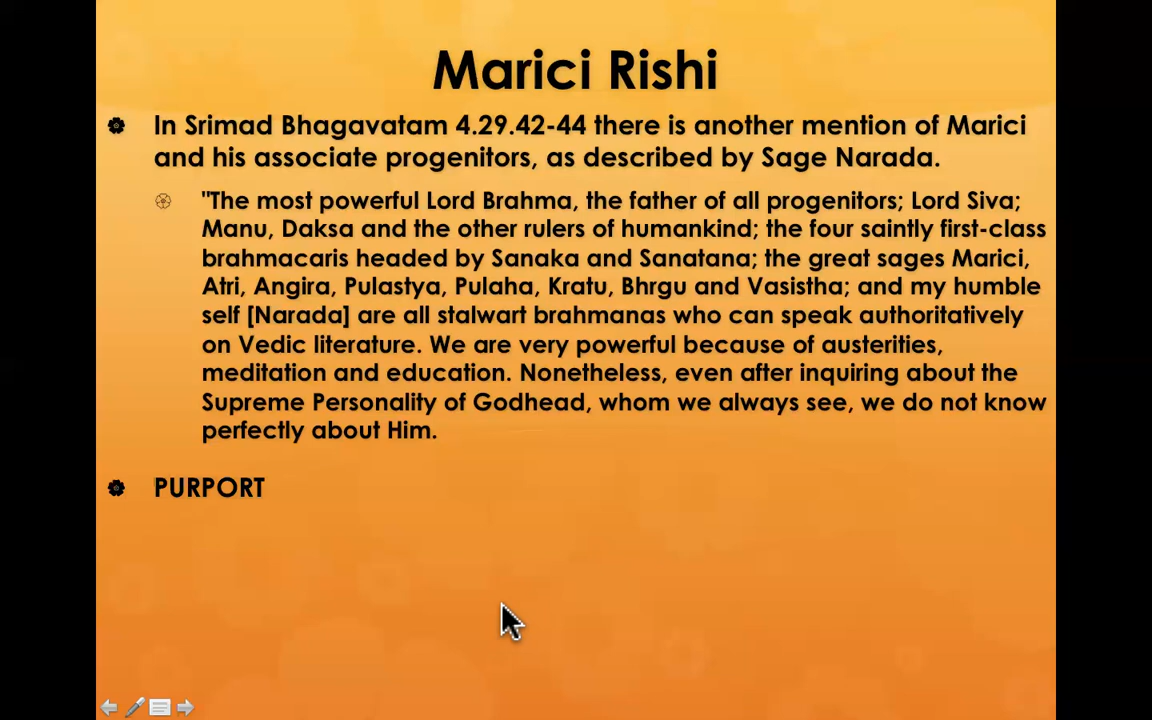 Marici Rishi
In Srimad Bhagavatam 4.29.42-44 there is another mention of Marici
and his associate progenitors, as described by Sage Narada.
"The most powerful Lord Brahma, the father of all progenitors; Lord Siva;
Manu, Daksa and the other rulers of humankind; the four saintly first-class
brahmacaris headed by Sanaka and Sanatana; the great sages Marici,
Atri, Angira, Pulastya, Pulaha, Kratu, Bhrgu and Vasistha; and my humble
self [Narada] are all stalwart brahmanas who can speak authoritatively
on Vedic literature. We are very powerful because of austerities,
meditation and education. Nonetheless, even after inquiring about the
Supreme Personality of Godhead, whom we always see, we do not know
perfectly about Him.
PURPORT